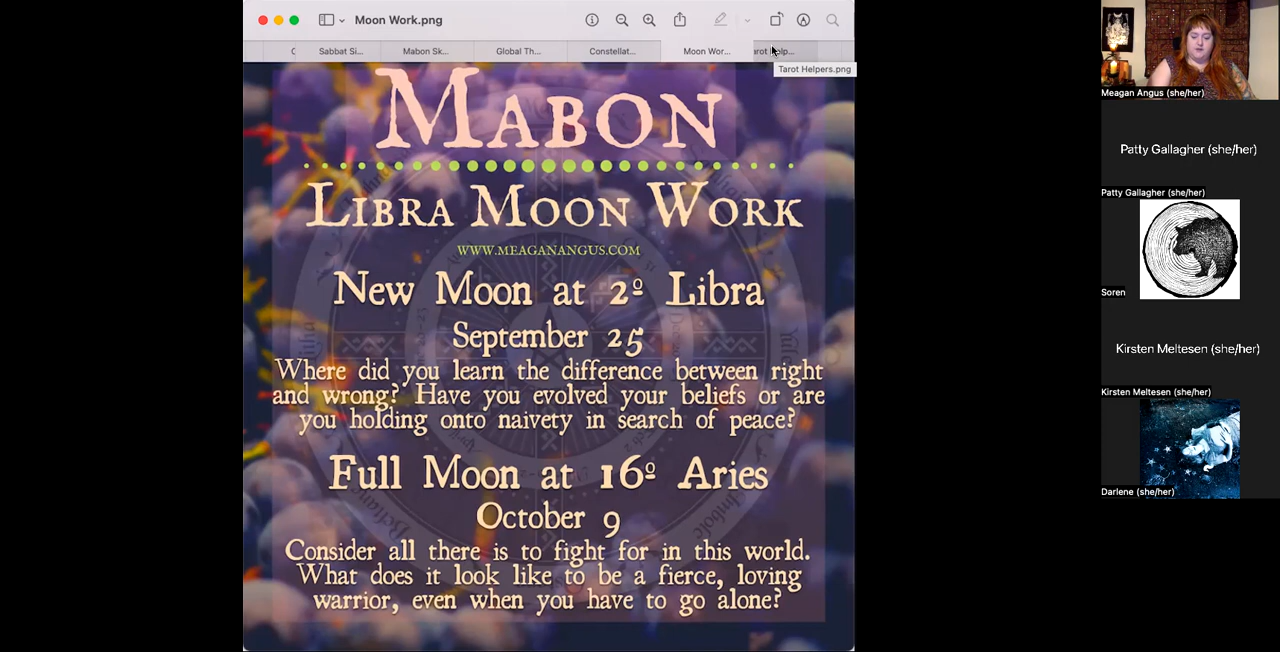 Moon Work.png
Sabbat Si...
Mabon Sk...
Global Th...
Constellat...
Moon Wor...
Tarot Helpers.png
MABON
LIBRA MOON WORK
WWW.MEAGANANGUS.COM
New Moon at 2º Libra
September 25
Where did you learn the difference between right
and wrong? Have you evolved your beliefs or are
you holding onto naivety in search of peace?
Full Moon at 16º Aries
October 9
Consider all there is to fight for in this world.
What does it look like to be a fierce, loving
warrior, even when you have to go alone?
Meagan Angus (she/her)
Patty Gallagher (she/her)
Patty Gallagher (she/her)
Soren
Kirsten Meltesen (she/her)
Kirsten Meltesen (she/her)
Darlene (she/her)